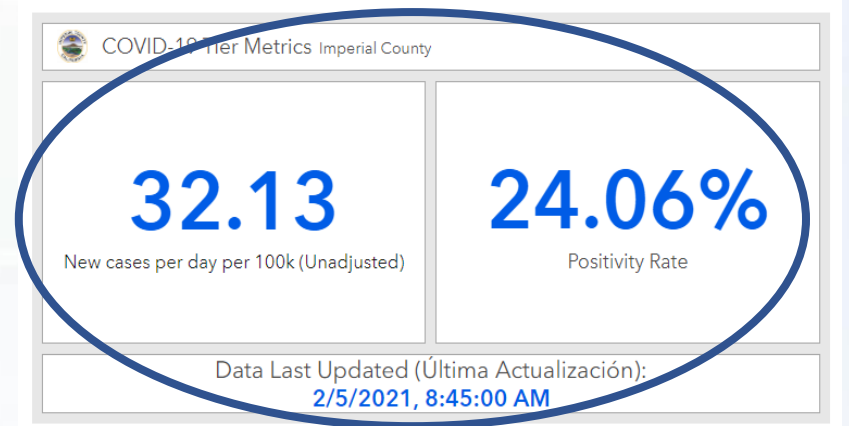 COVID-19 Tier Metrics Imperial County
32.13
New cases per day per 100k (Unadjusted)
24.06%
Positivity Rate
Data Last Updated (Última Actualización):
2/5/2021, 8:45:00 AM